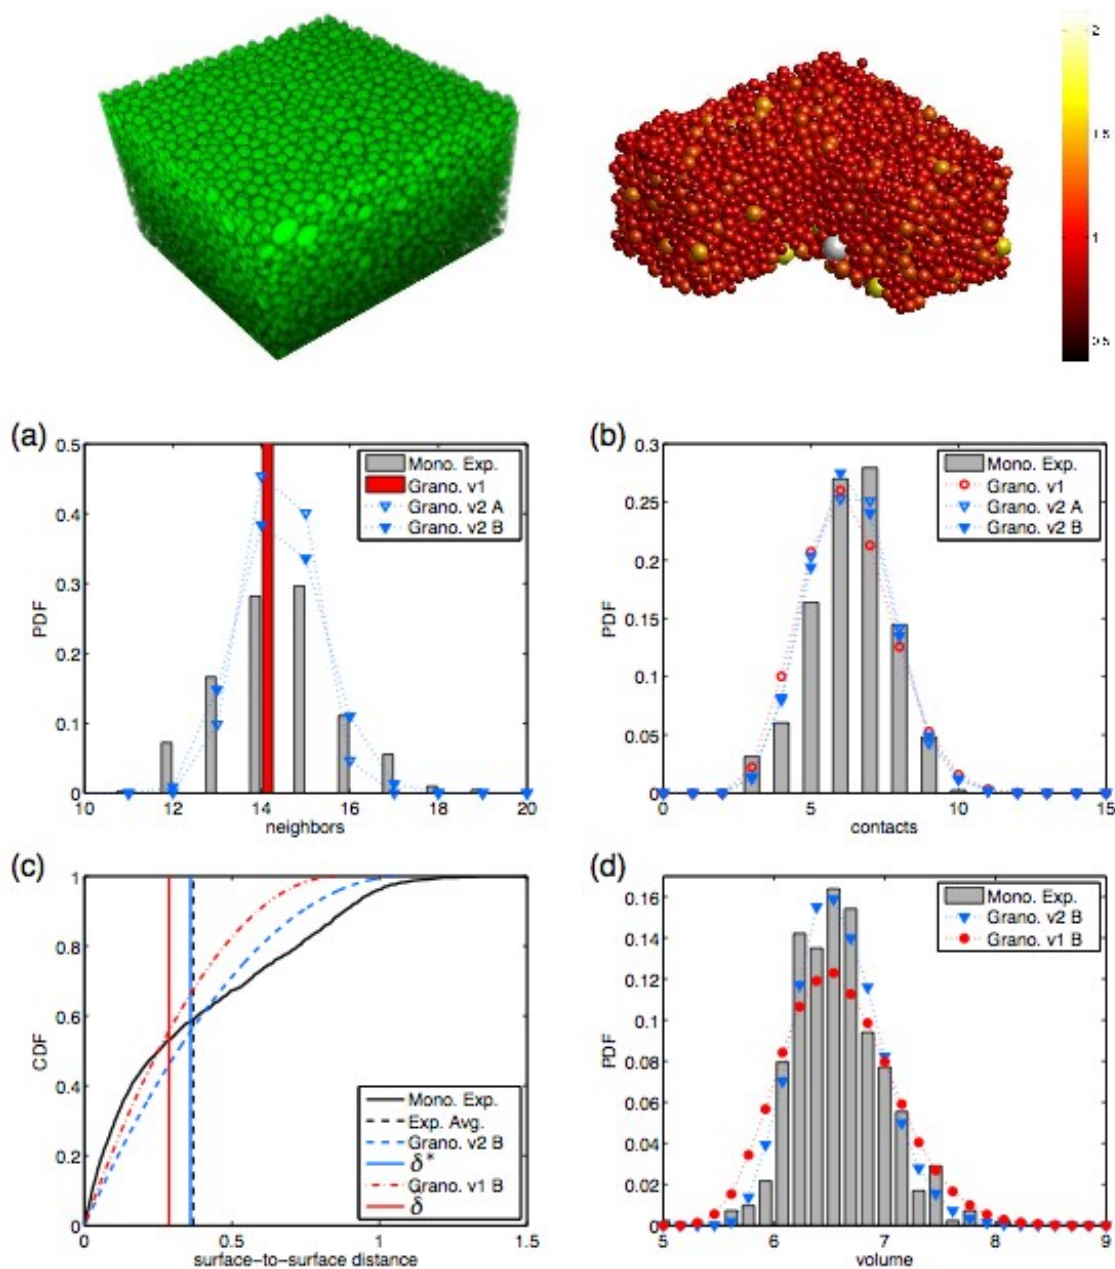 2
1.5
1
0.5
(a)
0.5
0.4
0.3
0.2
0.1
0
PDF
10
12
14
16
18
20
neighbors
Mono. Exp.
Grano. v1
Grano. v2 A
Grano. v2 B
(b)
0.3
0.25
0.2
0.15
0.1
0.05
0
PDF
0
5
10
15
contacts
Mono. Exp.
Grano. v1
Grano. v2 A
Grano. v2 B
(c)
1
0.8
0.6
0.4
0.2
0
CDF
0
0.5
1
1.5
surface-to-surface distance
Mono. Exp.
Exp. Avg.
Grano. v2 B
δ*
Grano. v1 B
δ
(d)
0.16
0.14
0.12
0.1
0.08
0.06
0.04
0.02
0
PDF
5
6
7
8
9
volume
Mono. Exp.
Grano. v2 B
Grano. v1 B